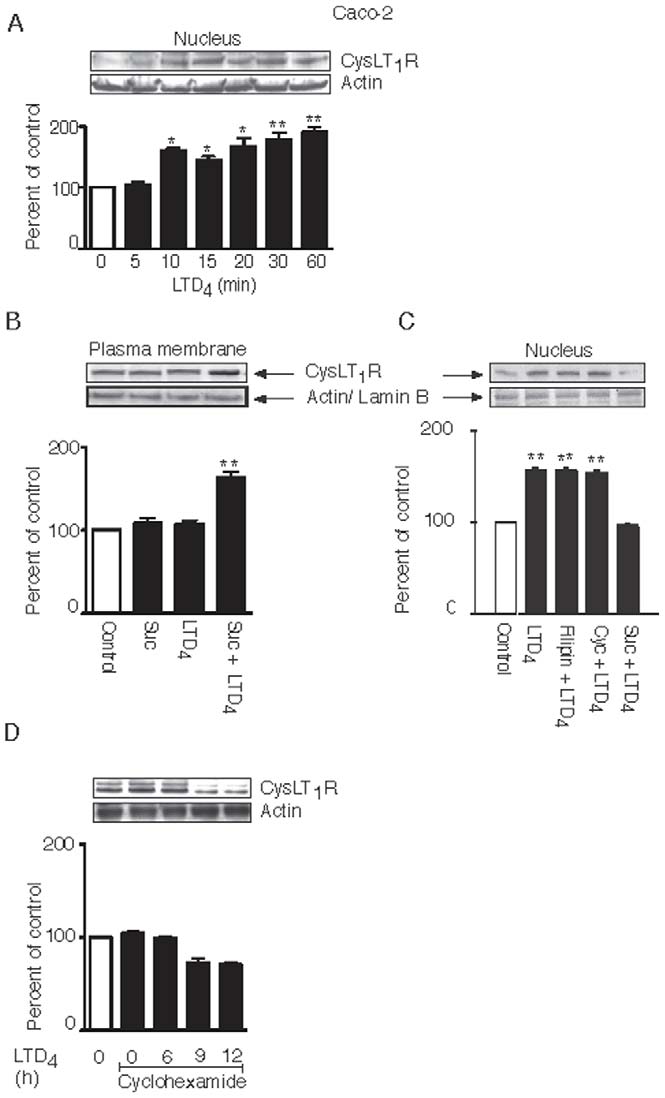 Caco-2
A
Nucleus
CysLT1R
Actin
Percent of control
200
100
0
* * * ** **
0 5 10 15 20 30 60
LTD4 (min)
B
Plasma membrane
CysLT1R
Actin/ Lamin B
Percent of control
200
100
0
**
Control
Suc
LTD4
Suc + LTD4
C
Nucleus
Percent of control
200
100
C
** ** **
Control
LTD4
Filipin + LTD4
Cyc + LTD4
Suc + LTD4
D
CysLT1R
Actin
Percent of control
200
100
0
LTD4 (h)
0 0 6 9 12
Cyclohexamide